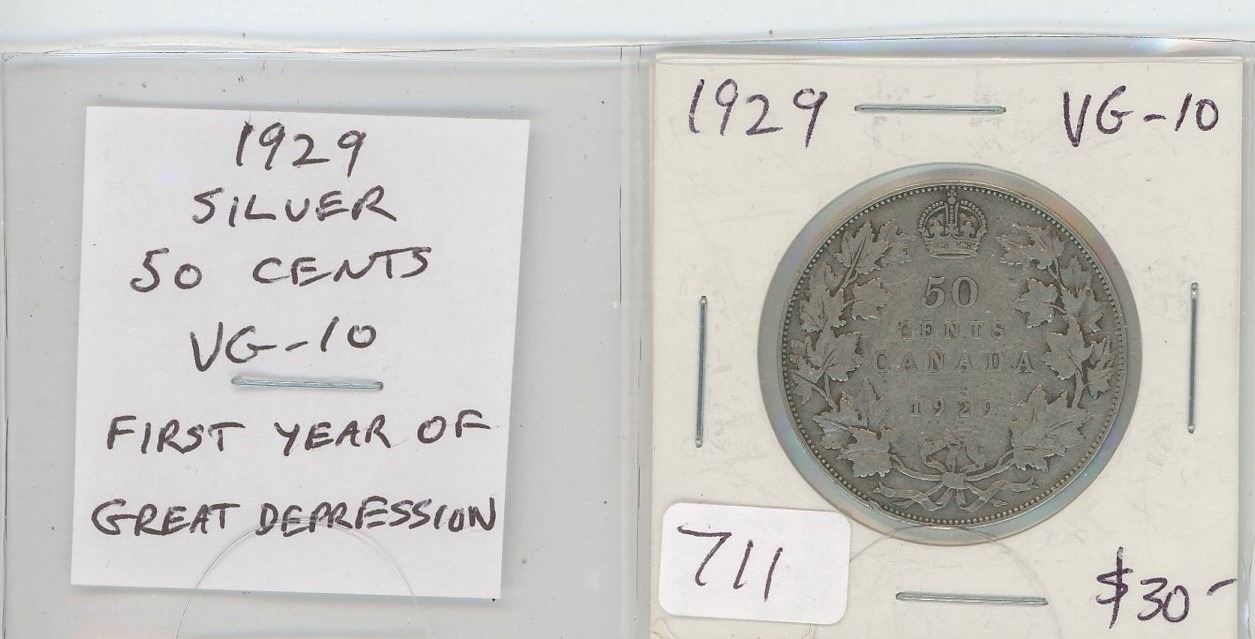 1929
SILVER
50 CENTS
VG-10
FIRST YEAR OF
GREAT DEPRESSION
1929 VG-10
50
CENTS
CANADA
1929
711
$30-